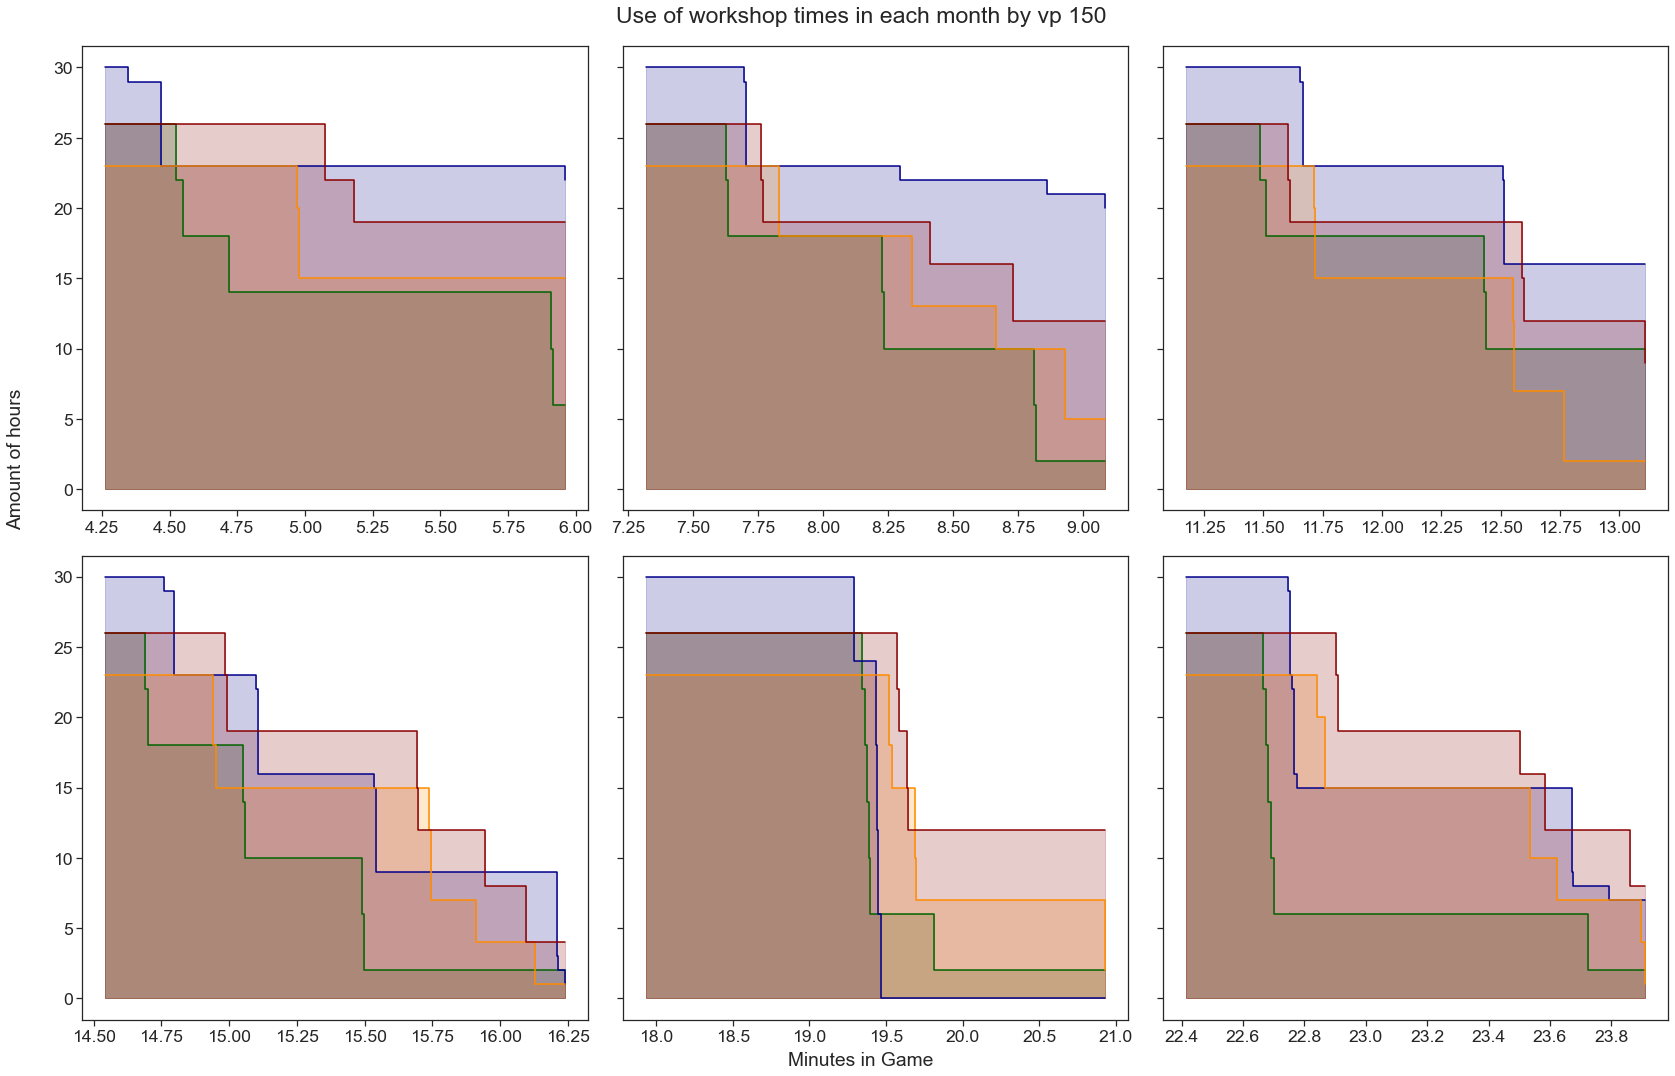 Use of workshop times in each month by vp 150
30
25
20
15
10
5
0
4.25 4.50 4.75 5.00 5.25 5.50 5.75 6.00
7.25 7.50 7.75 8.00 8.25 8.50 8.75 9.00
11.25 11.50 11.75 12.00 12.25 12.50 12.75 13.00
Amount of hours
30
25
20
15
10
5
0
14.50 14.75 15.00 15.25 15.50 15.75 16.00 16.25
18.0 18.5 19.0 19.5 20.0 20.5 21.0
22.4 22.6 22.8 23.0 23.2 23.4 23.6 23.8
Minutes in Game